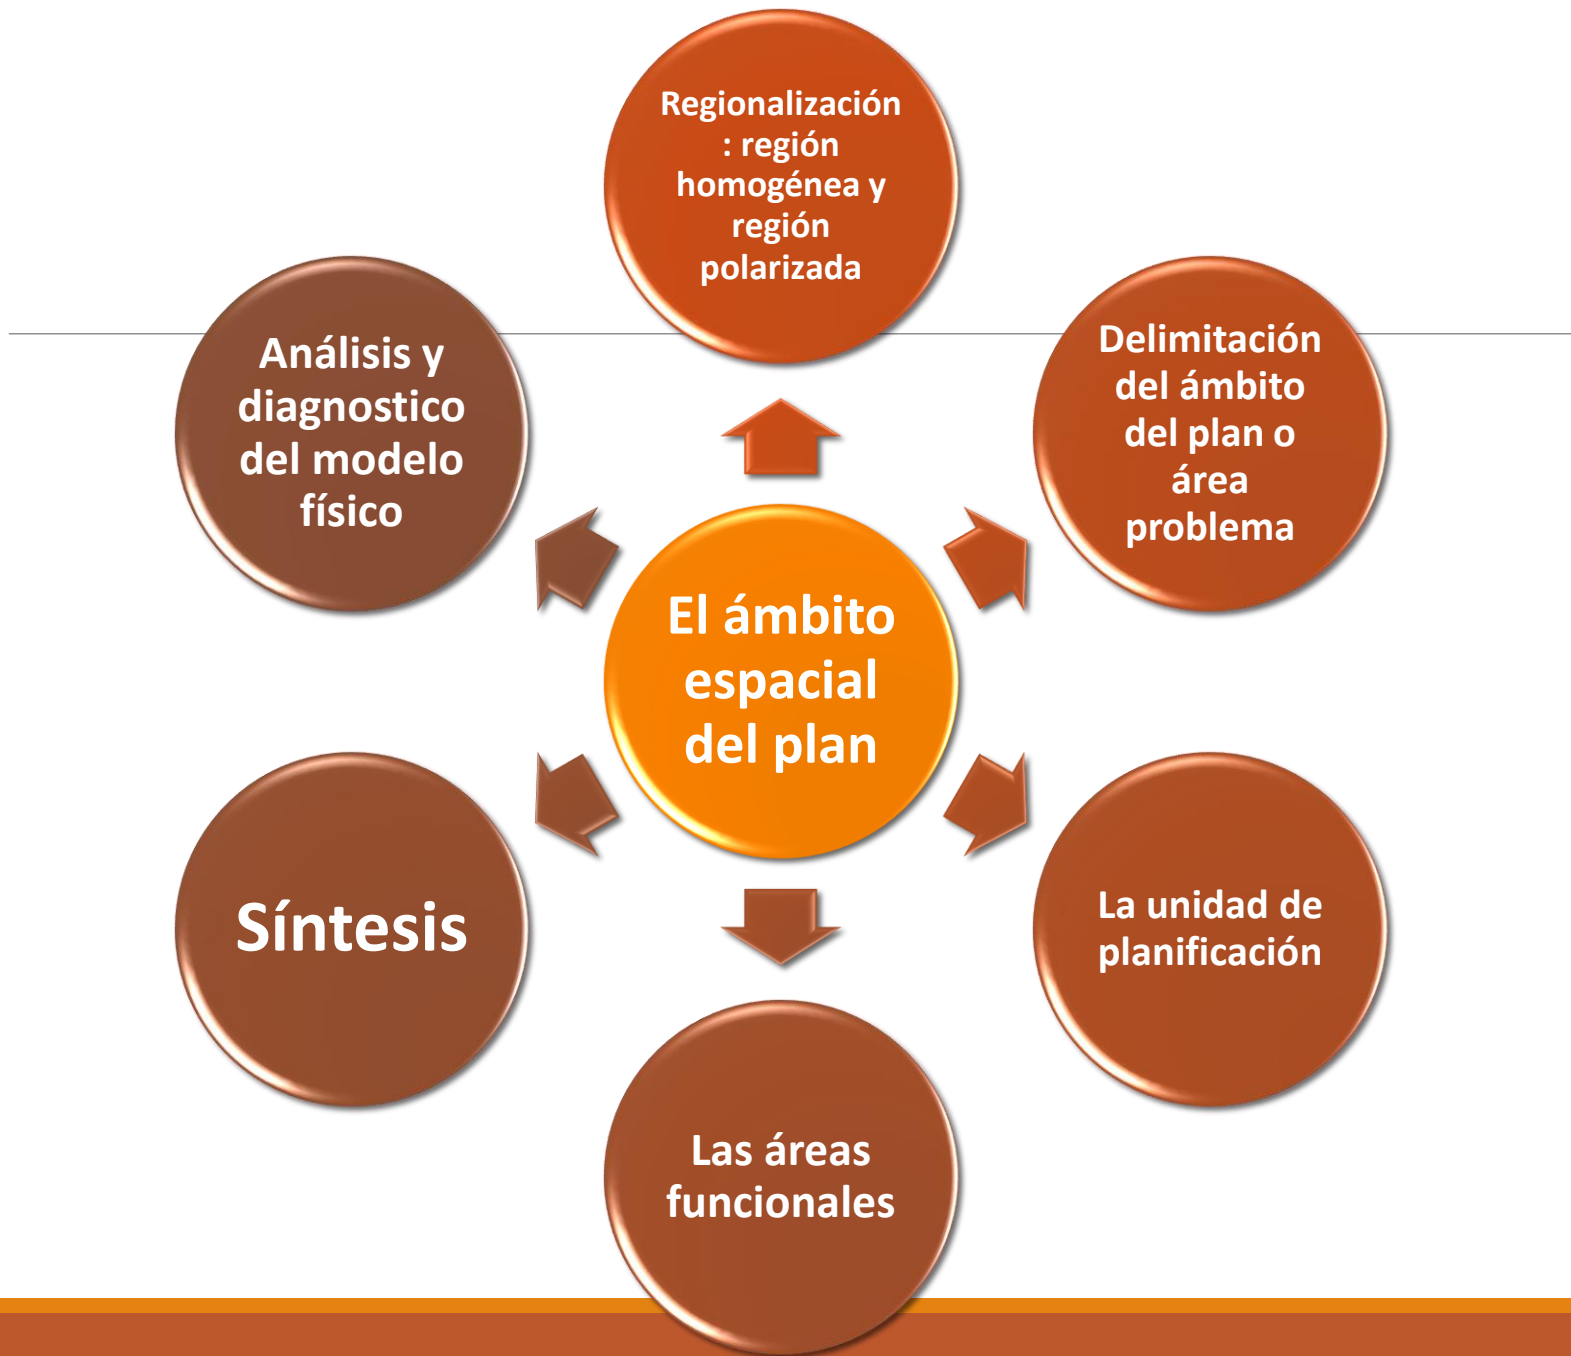 Regionalización
: región
homogénea y
región
polarizada
Delimitación
del ámbito
del plan o
área
problema
La unidad de
planificación
Las áreas
funcionales
Síntesis
Análisis y
diagnostico
del modelo
físico
El ámbito
espacial
del plan